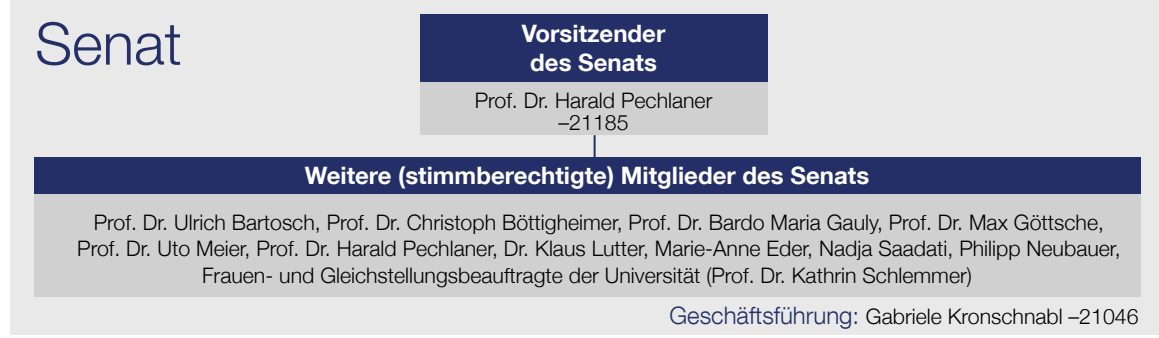 Senat
Vorsitzender
des Senats
Prof. Dr. Harald Pechlaner
–21185
Weitere (stimmberechtigte) Mitglieder des Senats
Prof. Dr. Ulrich Bartosch, Prof. Dr. Christoph Böttigheimer, Prof. Dr. Bardo Maria Gauly, Prof. Dr. Max Göttsche,
Prof. Dr. Uto Meier, Prof. Dr. Harald Pechlaner, Dr. Klaus Lutter, Marie-Anne Eder, Nadja Saadati, Philipp Neubauer,
Frauen- und Gleichstellungsbeauftragte der Universität (Prof. Dr. Kathrin Schlemmer)
Geschäftsführung: Gabriele Kronschnabl –21046